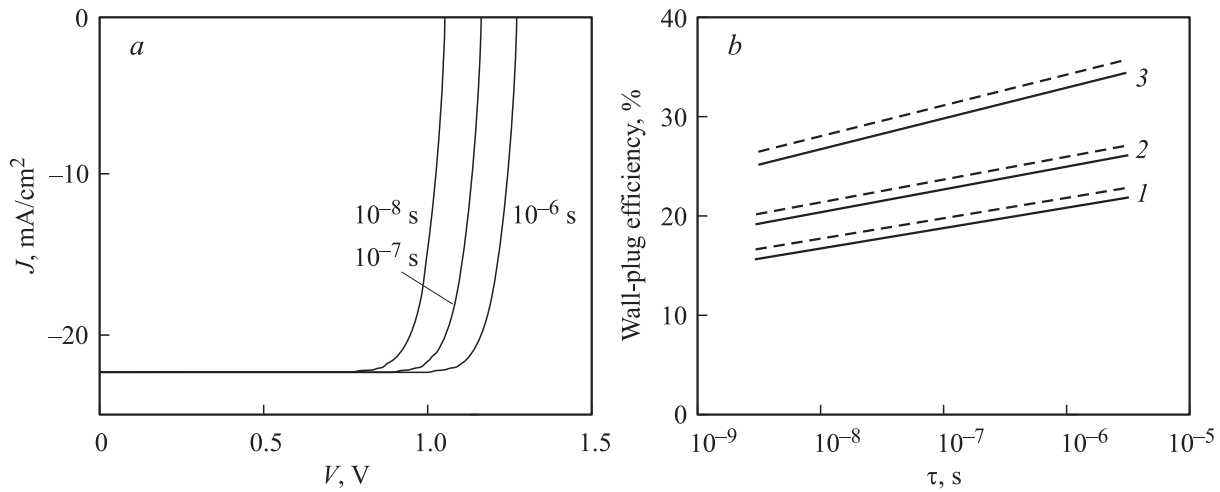 a
0
–10
–20
J, mA/cm²
10⁻⁸ s
10⁻⁷ s
10⁻⁶ s
0
0.5
1.0
1.5
V, V
b
40
30
20
10
0
Wall-plug efficiency, %
3
2
1
10⁻⁹
10⁻⁸
10⁻⁷
10⁻⁶
10⁻⁵
τ, s